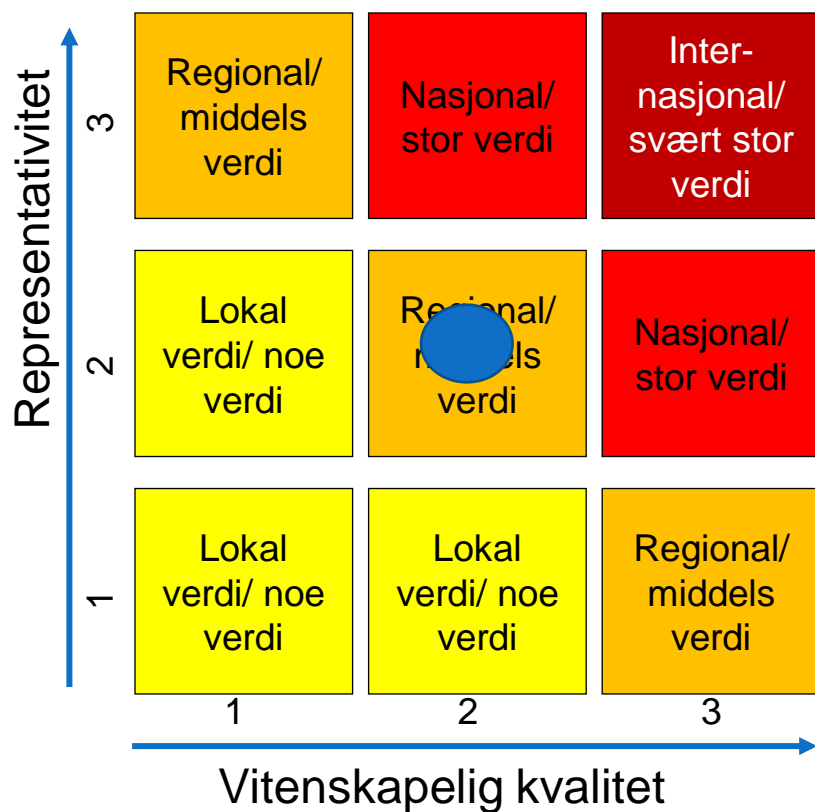 Representativitet
3
Regional/
middels
verdi
Nasjonal/
stor verdi
Inter-
nasjonal/
svært stor
verdi
2
Lokal
verdi/ noe
verdi
Regional/
middels
verdi
Nasjonal/
stor verdi
1
Lokal
verdi/ noe
verdi
Lokal
verdi/ noe
verdi
Regional/
middels
verdi
1
2
3
Vitenskapelig kvalitet